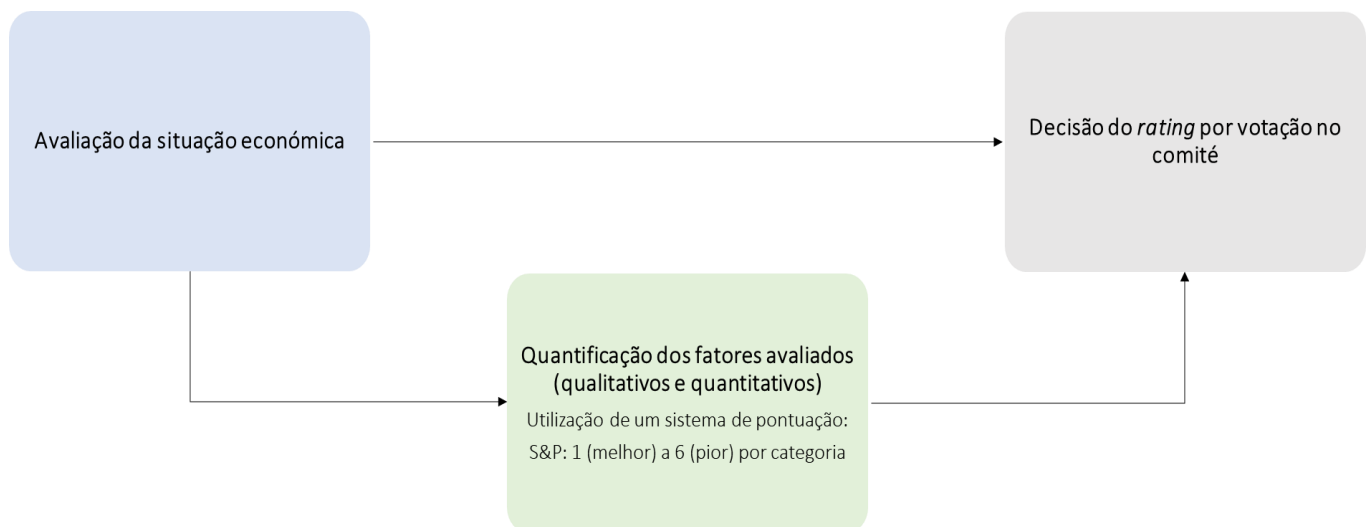 Avaliação da situação económica
Decisão do rating por votação no
comité
Quantificação dos fatores avaliados
(qualitativos e quantitativos)
Utilização de um sistema de pontuação:
S&P: 1 (melhor) a 6 (pior) por categoria